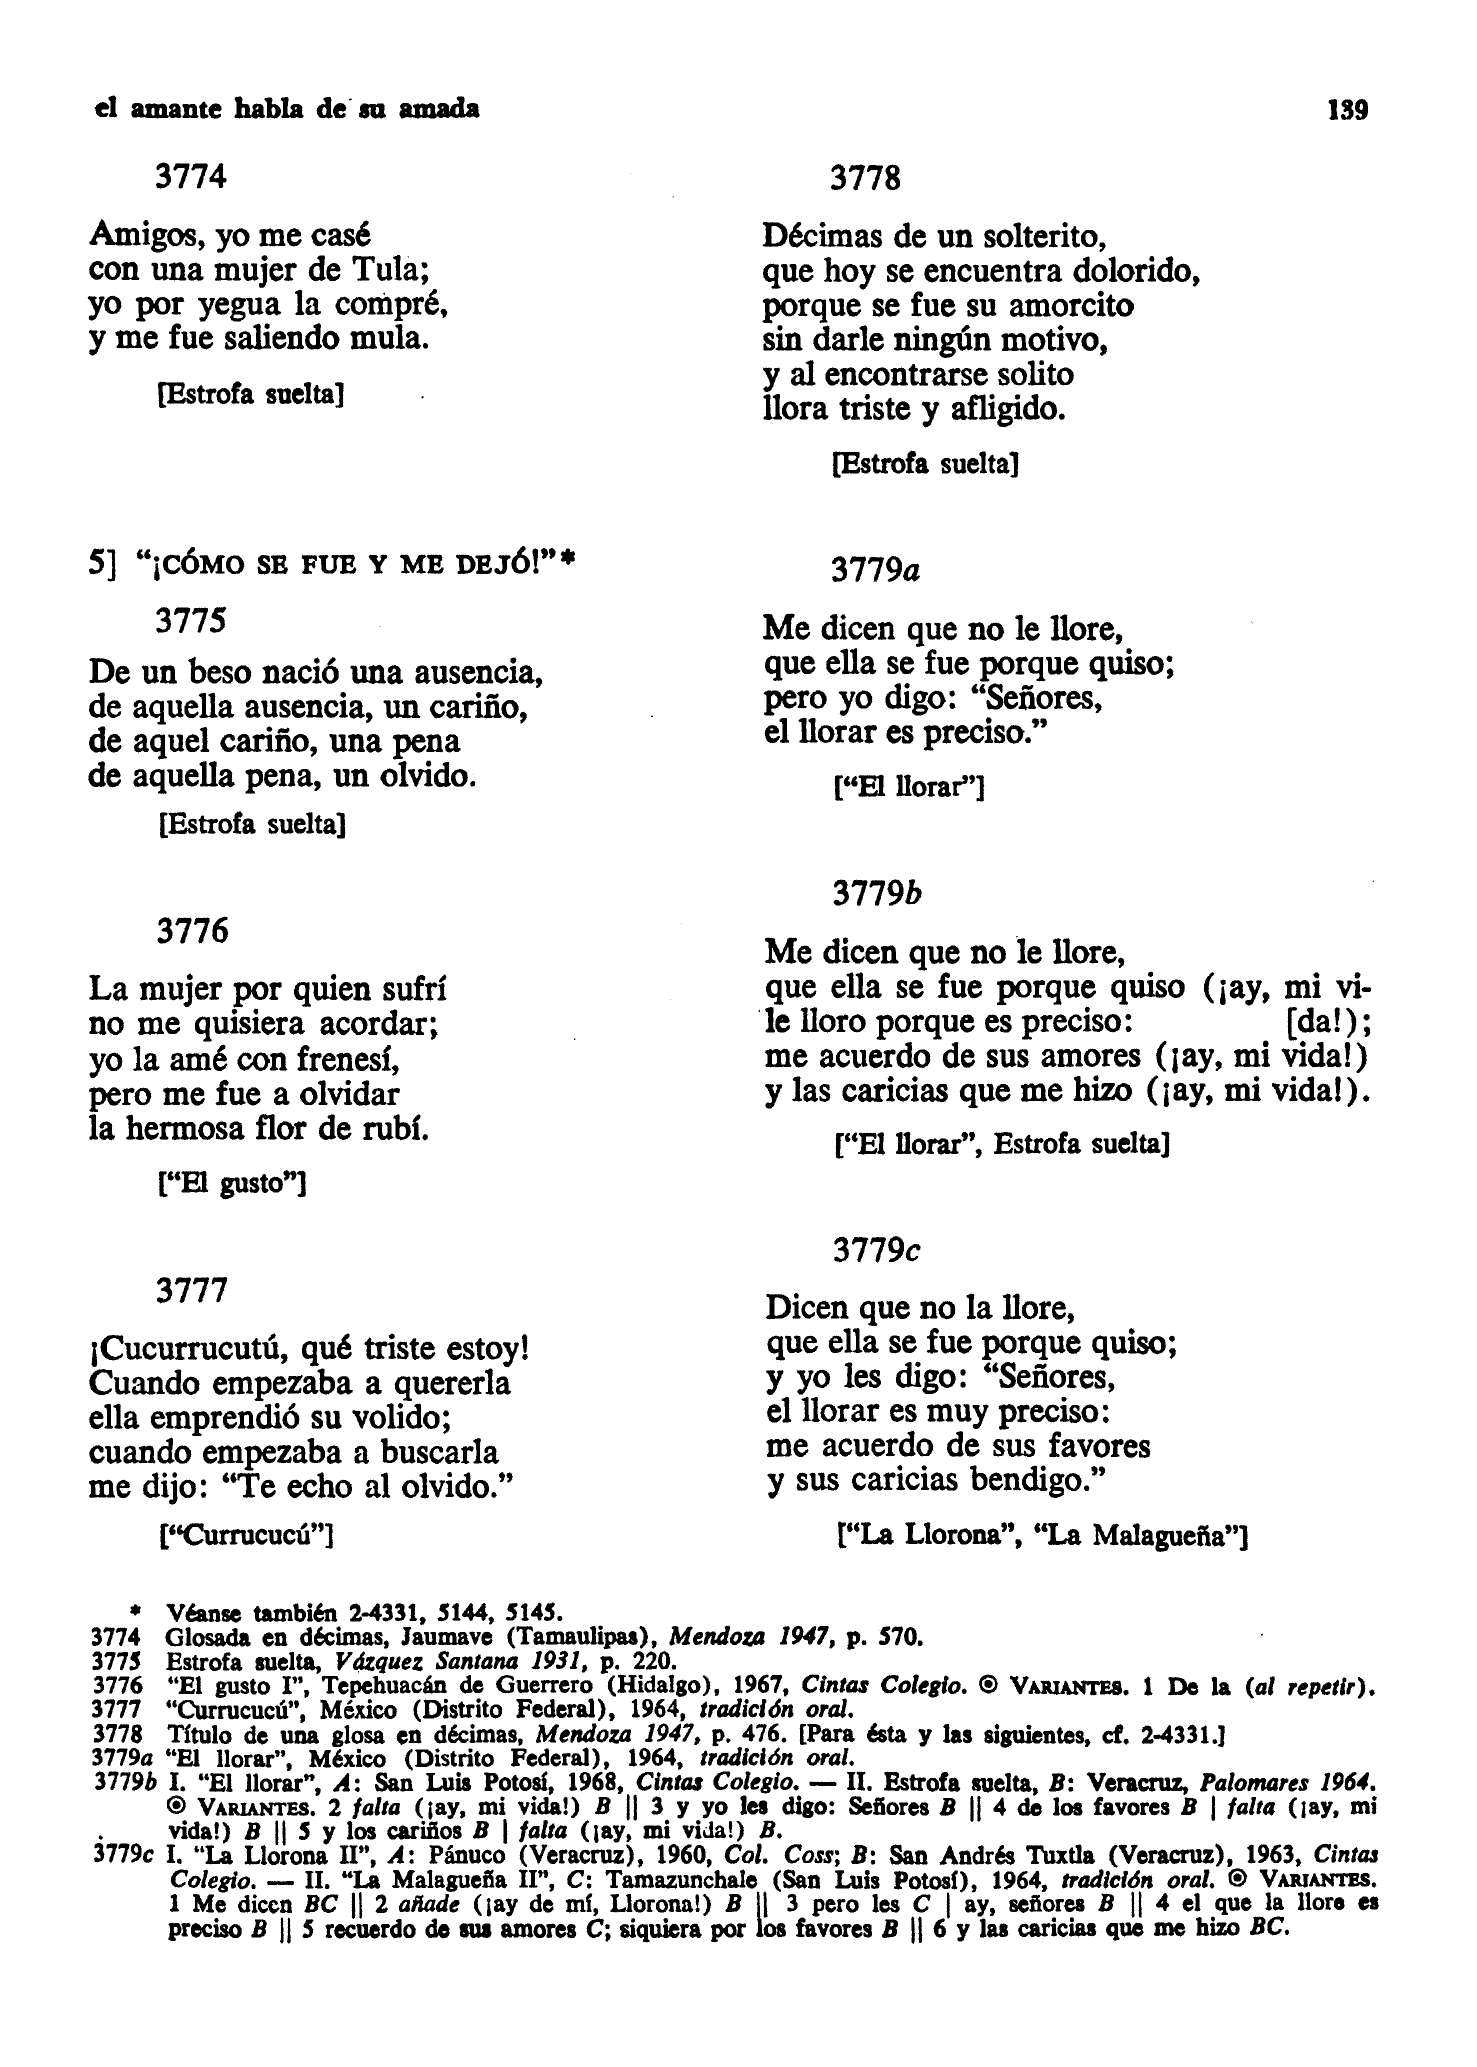 el amante habla de su amada 139
3774
Amigos, yo me casé
con una mujer de Tula;
yo por yegua la compré,
y me fue saliendo mula.
[Estrofa suelta]
5] “¡CÓMO SE FUE Y ME DEJÓ!”*
3775
De un beso nació una ausencia,
de aquella ausencia, un cariño,
de aquel cariño, una pena
de aquella pena, un olvido.
[Estrofa suelta]
3776
La mujer por quien sufrí
no me quisiera acordar;
yo la amé con frenesí,
pero me fue a olvidar
la hermosa flor de rubí.
[“El gusto”]
3777
¡Cucurrucutú, qué triste estoy!
Cuando empezaba a quererla
ella emprendió su volido;
cuando empezaba a buscarla
me dijo: “Te echo al olvido.”
[“Currucucú”]
3778
Décimas de un solterito,
que hoy se encuentra dolorido,
porque se fue su amorcito
sin darle ningún motivo,
y al encontrarse solito
llora triste y afligido.
[Estrofa suelta]
3779a
Me dicen que no le llore,
que ella se fue porque quiso;
pero yo digo: “Señores,
el llorar es preciso.”
[“El llorar”]
3779b
Me dicen que no le llore,
que ella se fue porque quiso (¡ay, mi vi-
le lloro porque es preciso: [da!);
me acuerdo de sus amores (¡ay, mi vida!)
y las caricias que me hizo (¡ay, mi vida!).
[“El llorar”, Estrofa suelta]
3779c
Dicen que no la llore,
que ella se fue porque quiso;
y yo les digo: “Señores,
el llorar es muy preciso:
me acuerdo de sus favores
y sus caricias bendigo.”
[“La Llorona”, “La Malagueña”]
* Véanse también 2-4331, 5144, 5145.
3774 Glosada en décimas, Jaumave (Tamaulipas), Mendoza 1947, p. 570.
3775 Estrofa suelta, Vázquez Santana 1931, p. 220.
3776 “El gusto I”, Tepehuacán de Guerrero (Hidalgo), 1967, Cintas Colegio. ® VARIANTES. 1 De la (al repetir).
3777 “Currucucú”, México (Distrito Federal), 1964, tradición oral.
3778 Título de una glosa en décimas, Mendoza 1947, p. 476. [Para ésta y las siguientes, cf. 2-4331.]
3779a “El llorar”, México (Distrito Federal), 1964, tradición oral.
3779b I. “El llorar”, A: San Luis Potosí, 1968, Cintas Colegio. — II. Estrofa suelta, B: Veracruz, Palomares 1964.
® VARIANTES. 2 falta (¡ay, mi vida!) B || 3 y yo les digo: Señores B || 4 de los favores B | falta (¡ay, mi
vida!) B || 5 y los cariños B | falta (¡ay, mi vida!) B.
3779c I. “La Llorona II”, A: Pánuco (Veracruz), 1960, Col. Coss; B: San Andrés Tuxtla (Veracruz), 1963, Cintas
Colegio. — II. “La Malagueña II”, C: Tamazunchale (San Luis Potosí), 1964, tradición oral. ® VARIANTES.
1 Me dicen BC || 2 añade (¡ay de mí, Llorona!) B || 3 pero les C | ay, señores B || 4 el que la llore es
preciso B || 5 recuerdo de sus amores C; siquiera por los favores B || 6 y las caricias que me hizo BC.